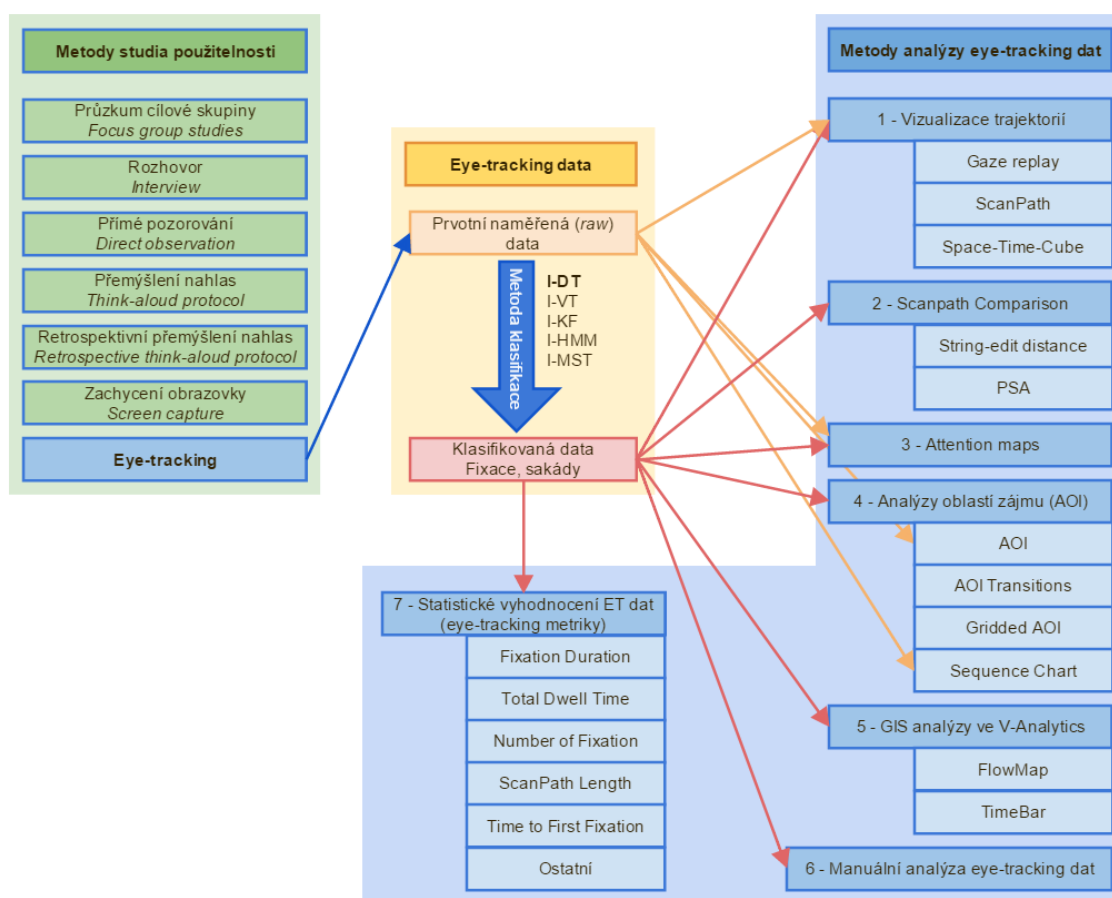 Metody studia použitelnosti
Průzkum cílové skupiny
Focus group studies
Rozhovor
Interview
Přímé pozorování
Direct observation
Přemýšlení nahlas
Think-aloud protocol
Retrospektivní přemýšlení nahlas
Retrospective think-aloud protocol
Zachycení obrazovky
Screen capture
Eye-tracking
Eye-tracking data
Prvotní naměřená (raw)
data
Metoda klasifikace
I-DT
I-VT
I-KF
I-HMM
I-MST
Klasifikovaná data
Fixace, sakády
Metody analýzy eye-tracking dat
1 - Vizualizace trajektorií
Gaze replay
ScanPath
Space-Time-Cube
2 - Scanpath Comparison
String-edit distance
PSA
3 - Attention maps
4 - Analýzy oblastí zájmu (AOI)
AOI
AOI Transitions
Gridded AOI
Sequence Chart
5 - GIS analýzy ve V-Analytics
FlowMap
TimeBar
6 - Manuální analýza eye-tracking dat
7 - Statistické vyhodnocení ET dat
(eye-tracking metriky)
Fixation Duration
Total Dwell Time
Number of Fixation
ScanPath Length
Time to First Fixation
Ostatní